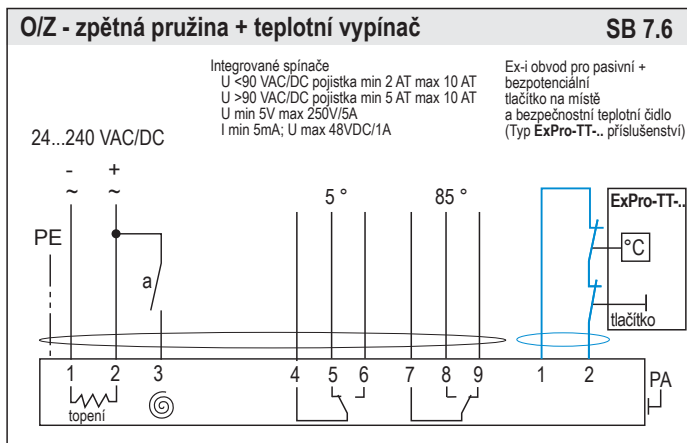 O/Z - zpětná pružina + teplotní vypínač SB 7.6
Integrované spínače
U <90 VAC/DC pojistka min 2 AT max 10 AT
U >90 VAC/DC pojistka min 5 AT max 10 AT
U min 5V max 250V/5A
I min 5mA; U max 48VDC/1A
Ex-i obvod pro pasivní +
bezpotenciální
tlačítko na místě
a bezpečnostní teplotní čidlo
(Typ ExPro-TT-.. příslušenství)
24...240 VAC/DC
- +
~ ~
5 ° 85 °
ExPro-TT-..
PE
°C
a
tlačítko
1 2 3 4 5 6 7 8 9 1 2
PA
topení